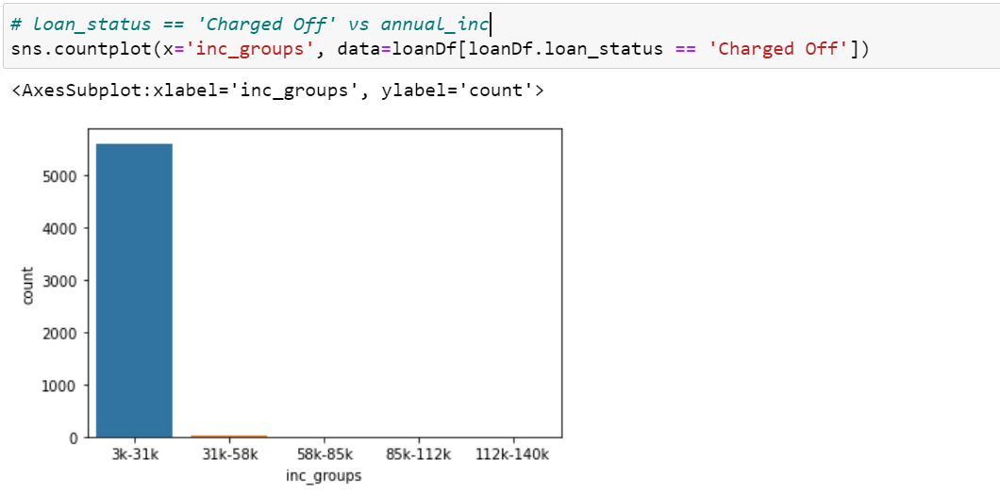 # loan_status == 'Charged Off' vs annual_inc
sns.countplot(x='inc_groups', data=loanDf[loanDf.loan_status == 'Charged Off'])
<AxesSubplot:xlabel='inc_groups', ylabel='count'>
5000
4000
3000
2000
1000
0
count
3k-31k 31k-58k 58k-85k 85k-112k 112k-140k
inc_groups